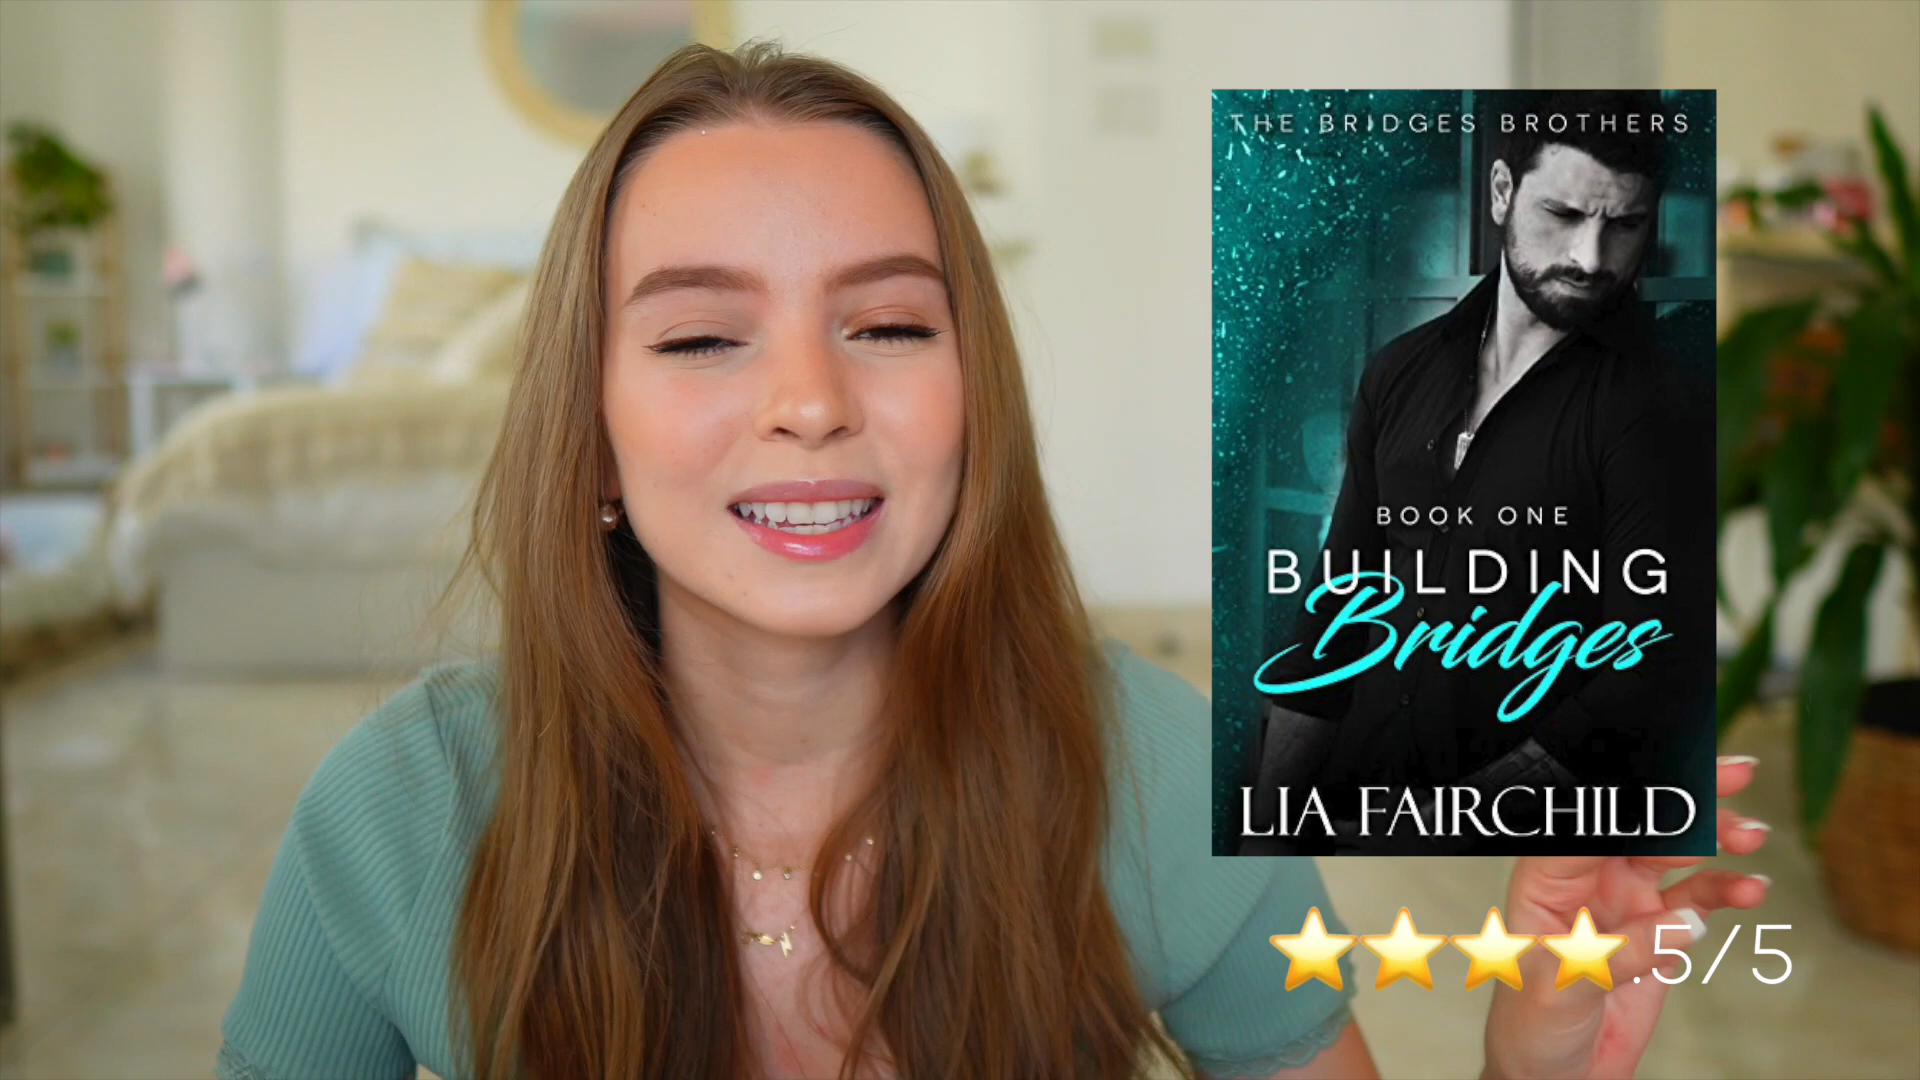 THE BRIDGES BROTHERS
BOOK ONE
BUILDING
Bridges
LIA FAIRCHILD
⭐⭐⭐⭐.5/5